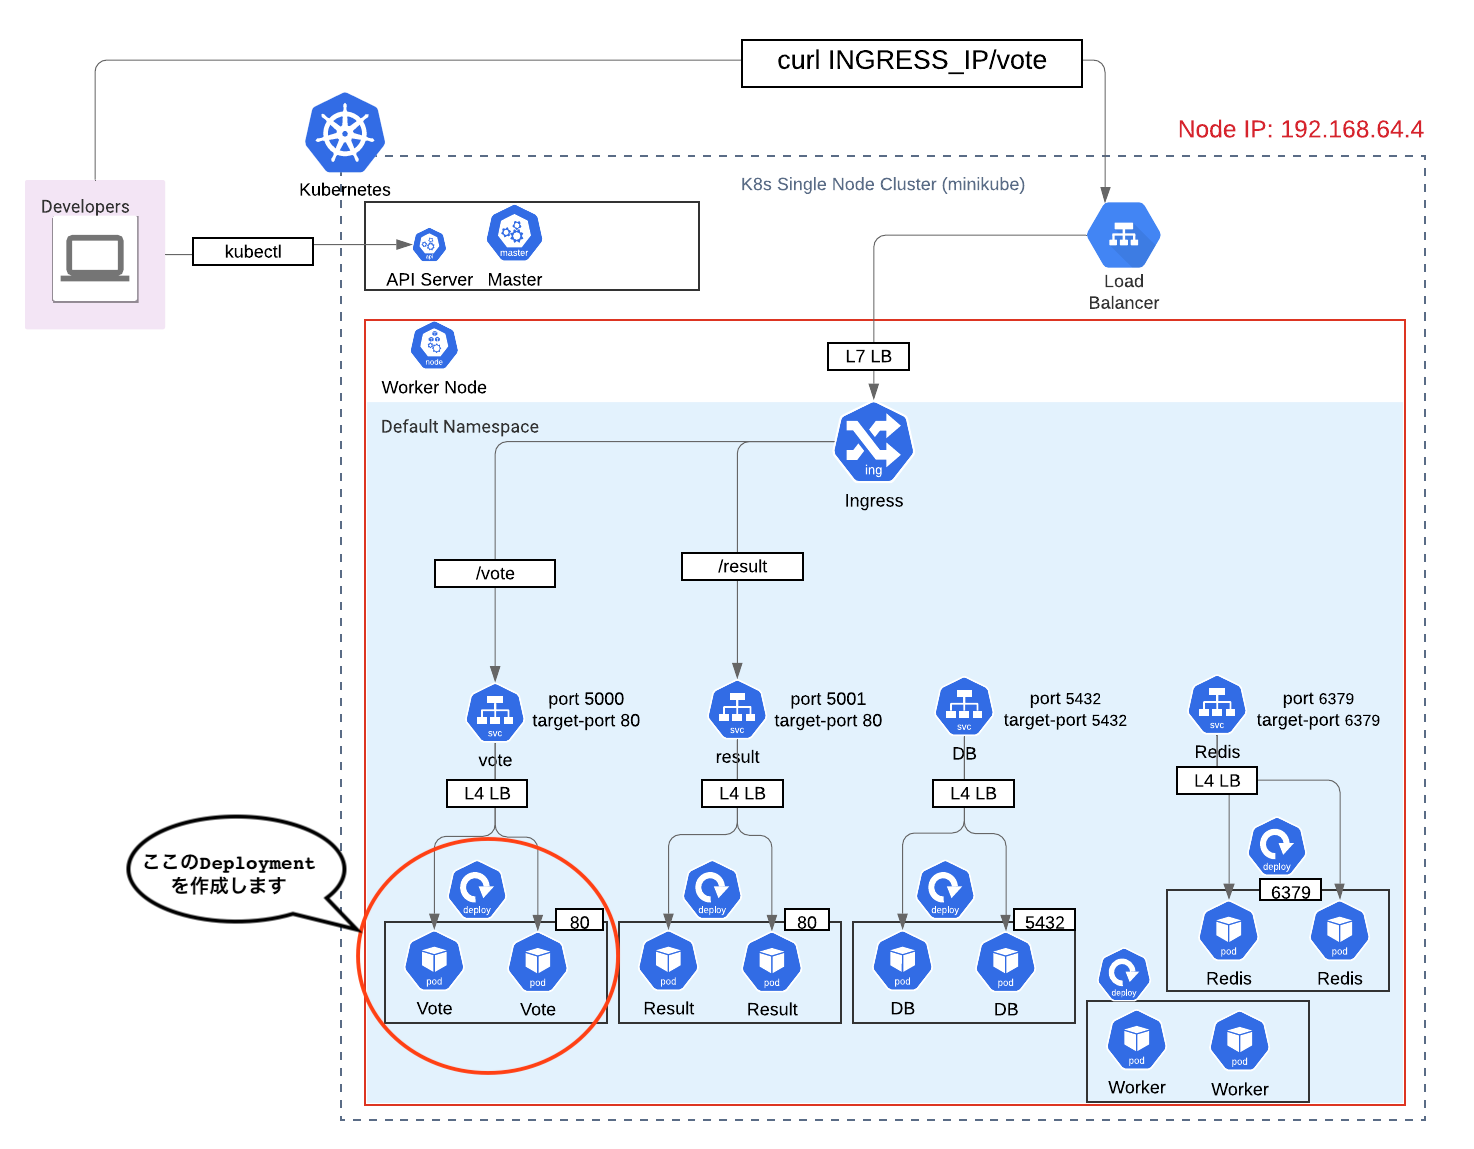 curl INGRESS_IP/vote
Node IP: 192.168.64.4
Kubernetes
K8s Single Node Cluster (minikube)
Developers
kubectl
api
API Server
master
Master
Load
Balancer
node
Worker Node
L7 LB
Default Namespace
ing
Ingress
/vote
/result
svc
vote
port 5000
target-port 80
svc
result
port 5001
target-port 80
svc
DB
port 5432
target-port 5432
svc
Redis
port 6379
target-port 6379
L4 LB
L4 LB
L4 LB
L4 LB
ここのDeployment
を作成します
deploy
80
pod
Vote
pod
Vote
deploy
80
pod
Result
pod
Result
deploy
5432
pod
DB
pod
DB
deploy
6379
pod
Redis
pod
Redis
deploy
pod
Worker
pod
Worker